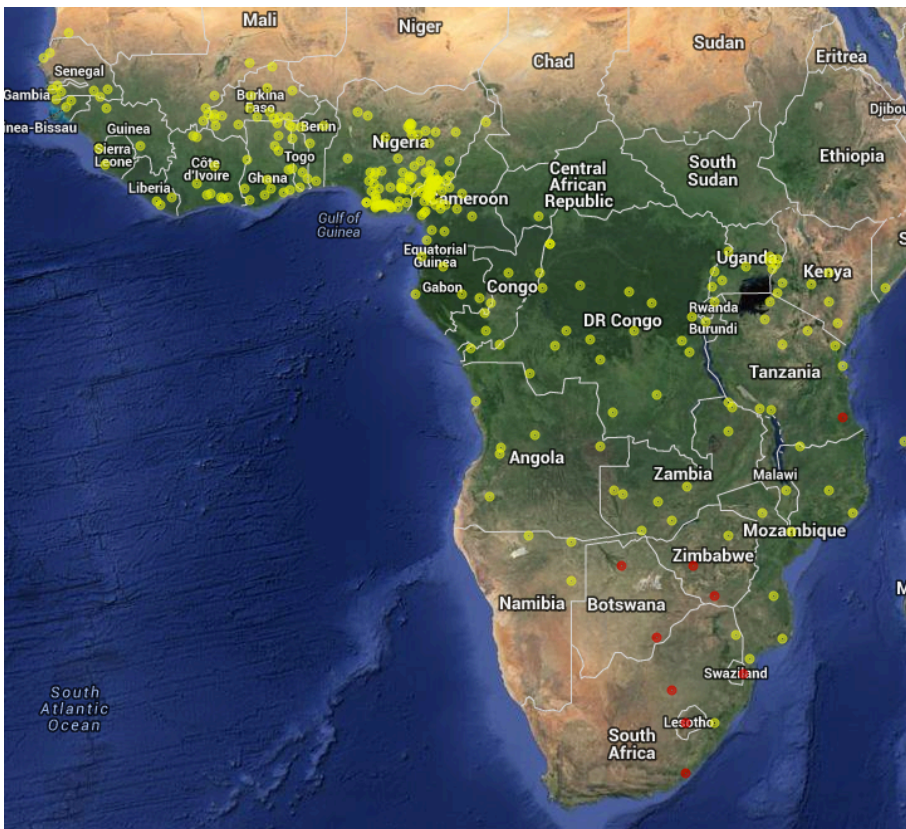 Mali
Niger
Sudan
Eritrea
Chad
Senegal
Gambia
Burkina
Faso
Djibou
inea-Bissau
Guinea
Benin
Nigeria
Ethiopia
Sierra
Leone
Côte
d'Ivoire
Togo
Ghana
Liberia
Central
African
Republic
South
Sudan
Cameroon
Gulf of
Guinea
Equatorial
Guinea
Uganda
Kenya
S
Gabon
Congo
DR Congo
Rwanda
Burundi
Tanzania
Angola
Zambia
Malawi
Mozambique
Zimbabwe
Namibia
Botswana
M
Swaziland
South
Atlantic
Ocean
Lesotho
South
Africa